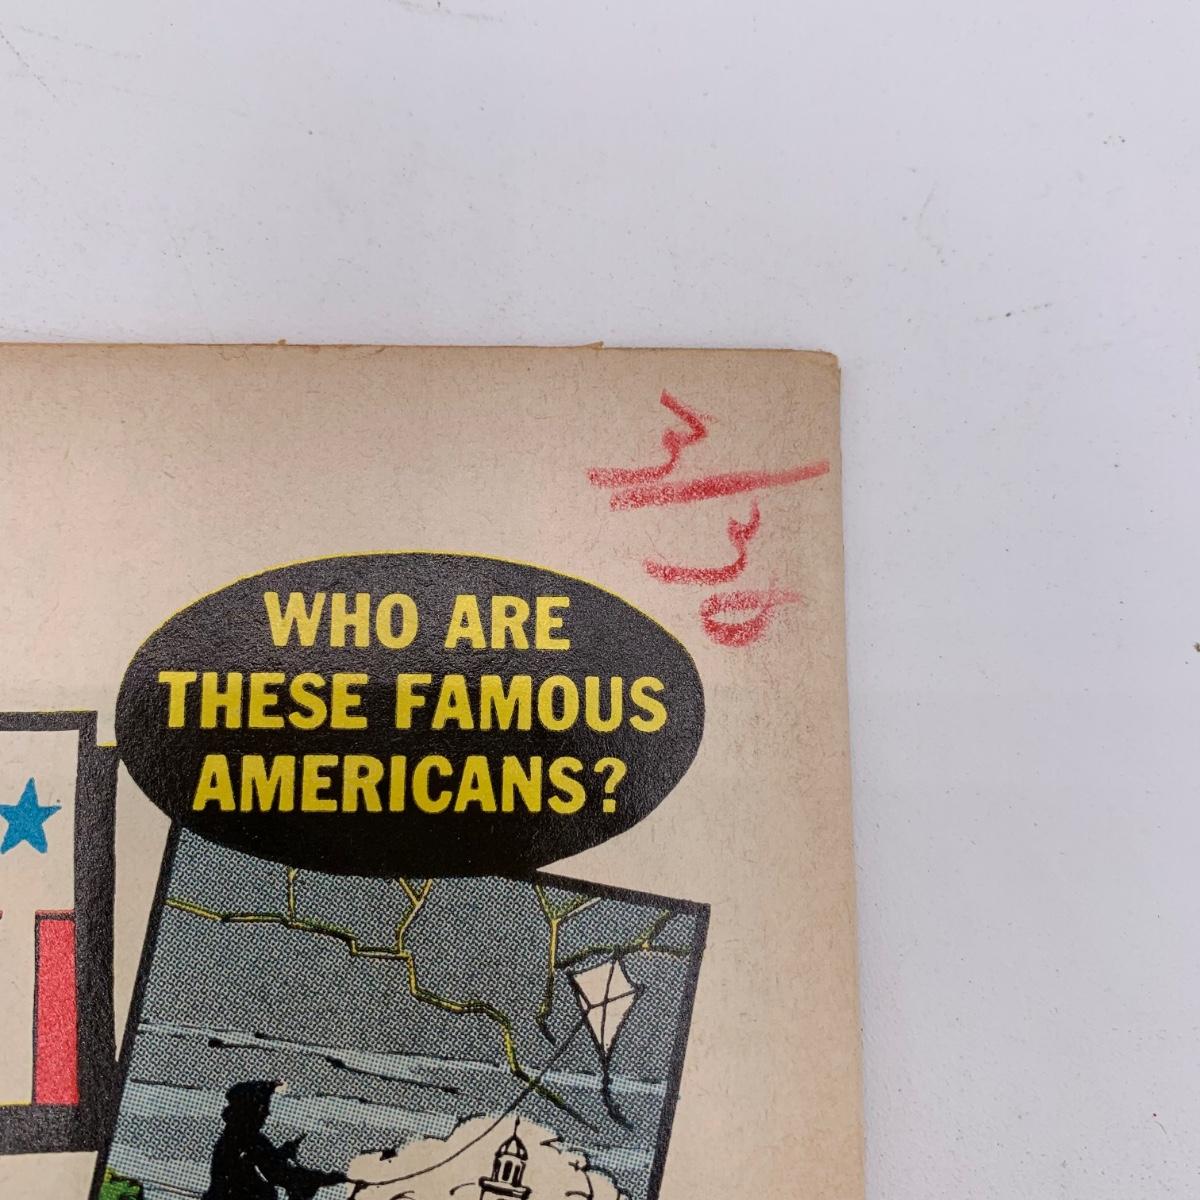 WHO ARE
THESE FAMOUS
AMERICANS?